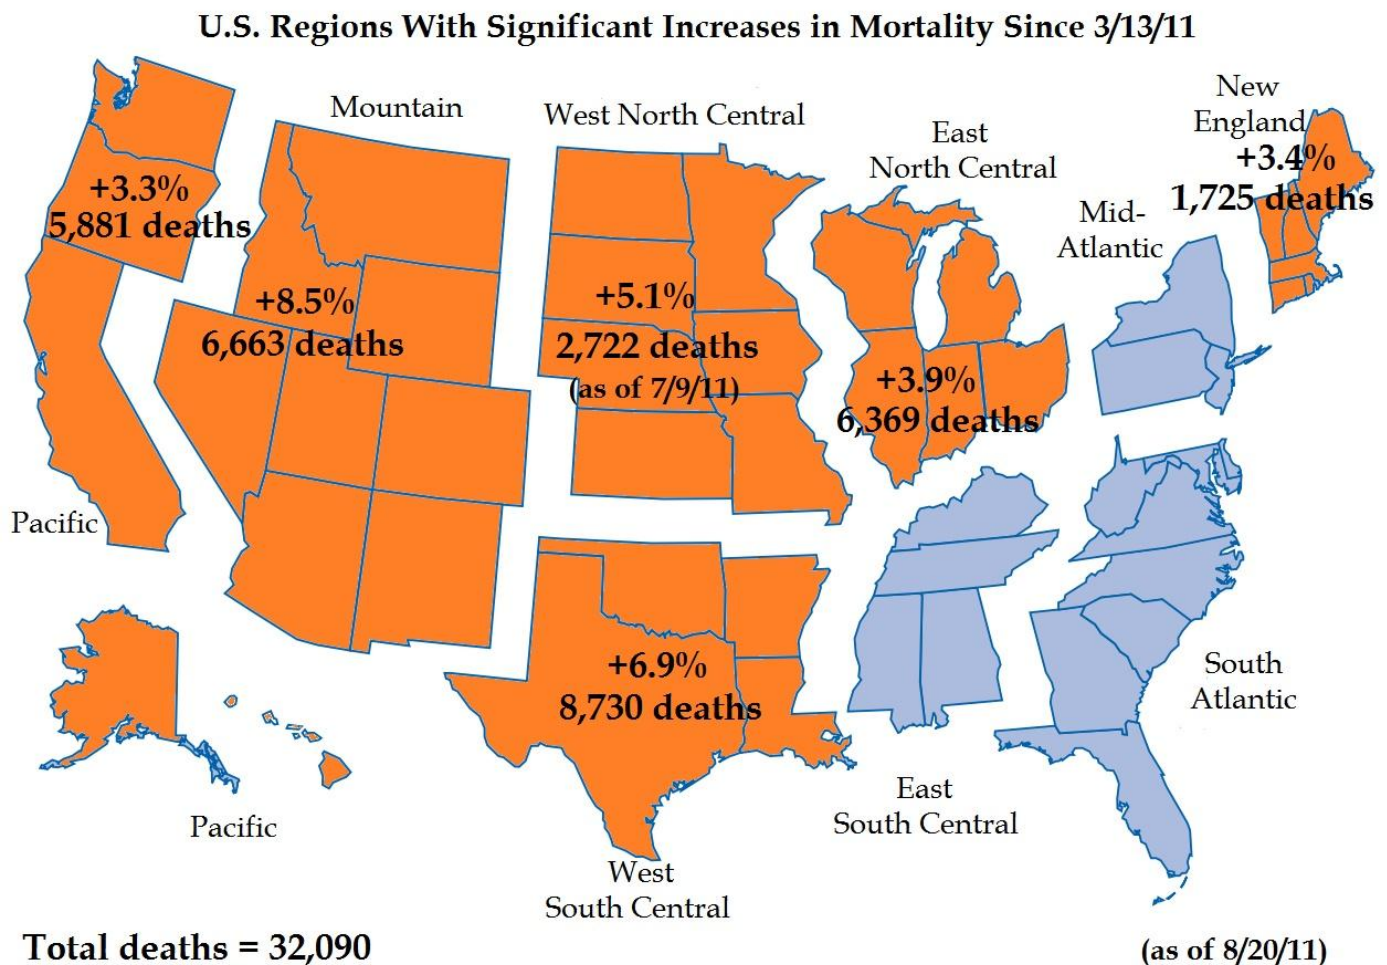 U.S. Regions With Significant Increases in Mortality Since 3/13/11
Mountain
West North Central
East
North Central
New
England
+3.4%
1,725 deaths
Mid-
Atlantic
+3.3%
5,881 deaths
+8.5%
6,663 deaths
+5.1%
2,722 deaths
(as of 7/9/11)
+3.9%
6,369 deaths
Pacific
+6.9%
8,730 deaths
South
Atlantic
Pacific
East
South Central
West
South Central
Total deaths = 32,090
(as of 8/20/11)